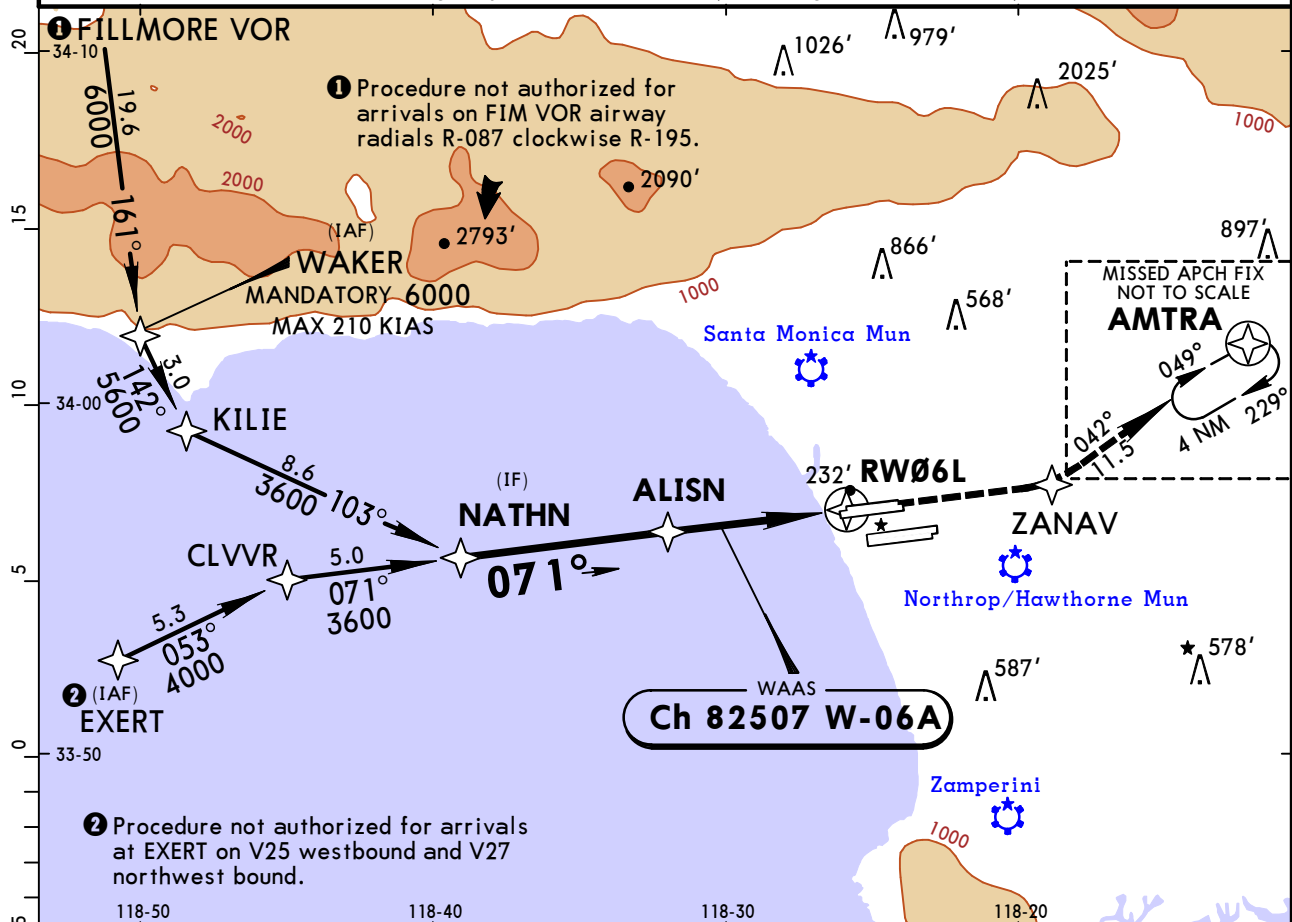 ❶ FILLMORE VOR
20
34-10
19.6
6000
161°
❶ Procedure not authorized for
arrivals on FIM VOR airway
radials R-087 clockwise R-195.
1026'
979'
2025'
1000
2000
2000
2090'
2793'
15
(IAF)
WAKER
MANDATORY 6000
MAX 210 KIAS
1000
866'
568'
897'
MISSED APCH FIX
NOT TO SCALE
AMTRA
049°
229°
4 NM
042°
11.5
Santa Monica Mun
3.0
142°
5600
10
34-00
KILIE
8.6
3600
103°
(IF)
NATHN
ALISN
232'
RWØ6L
ZANAV
CLVVR
5.0
071°
3600
071°
5
Northrop/Hawthorne Mun
5.3
053°
4000
❷ (IAF)
EXERT
587'
578'
WAAS
Ch 82507 W-06A
0
33-50
Zamperini
❷ Procedure not authorized for arrivals
at EXERT on V25 westbound and V27
northwest bound.
1000
118-50
118-40
118-30
118-20